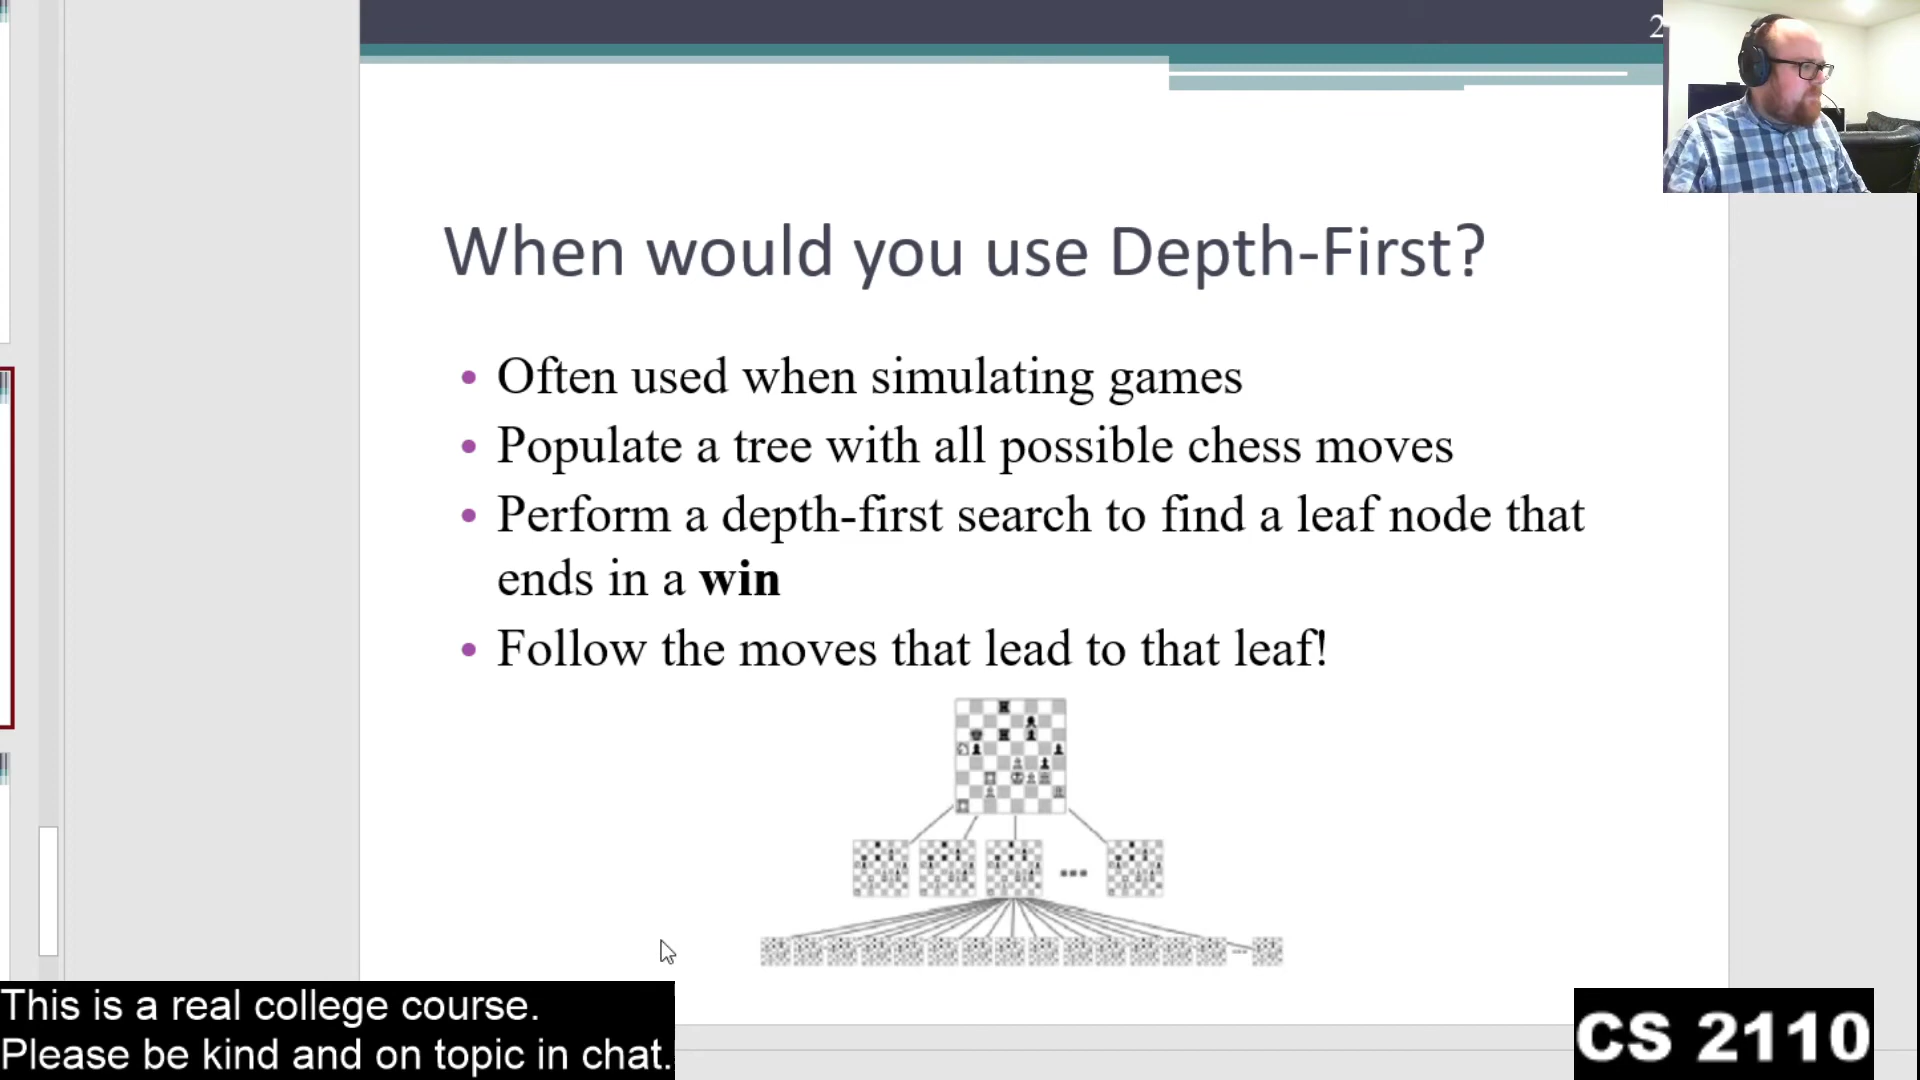 2
When would you use Depth-First?
• Often used when simulating games
• Populate a tree with all possible chess moves
• Perform a depth-first search to find a leaf node that
ends in a win
• Follow the moves that lead to that leaf!
This is a real college course.
Please be kind and on topic in chat.
CS 2110